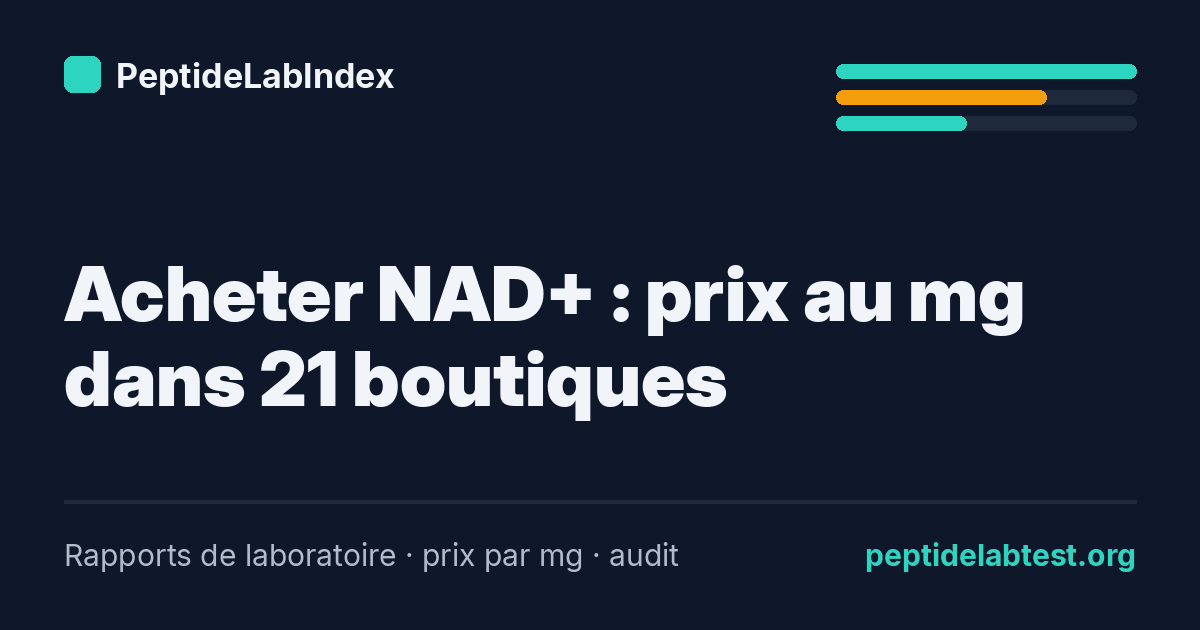 PeptideLabIndex
Acheter NAD+ : prix au mg
dans 21 boutiques
Rapports de laboratoire · prix par mg · audit
peptidelabtest.org